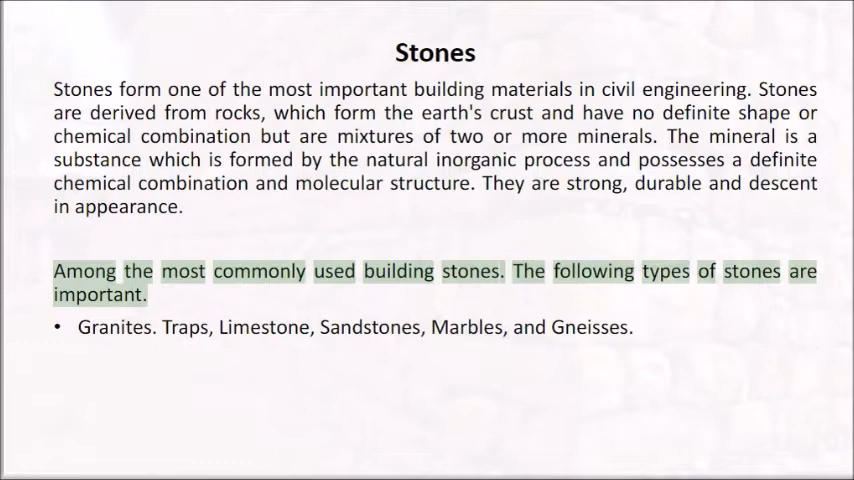 Stones
Stones form one of the most important building materials in civil engineering. Stones
are derived from rocks, which form the earth's crust and have no definite shape or
chemical combination but are mixtures of two or more minerals. The mineral is a
substance which is formed by the natural inorganic process and possesses a definite
chemical combination and molecular structure. They are strong, durable and descent
in appearance.
Among the most commonly used building stones. The following types of stones are
important.
• Granites. Traps, Limestone, Sandstones, Marbles, and Gneisses.